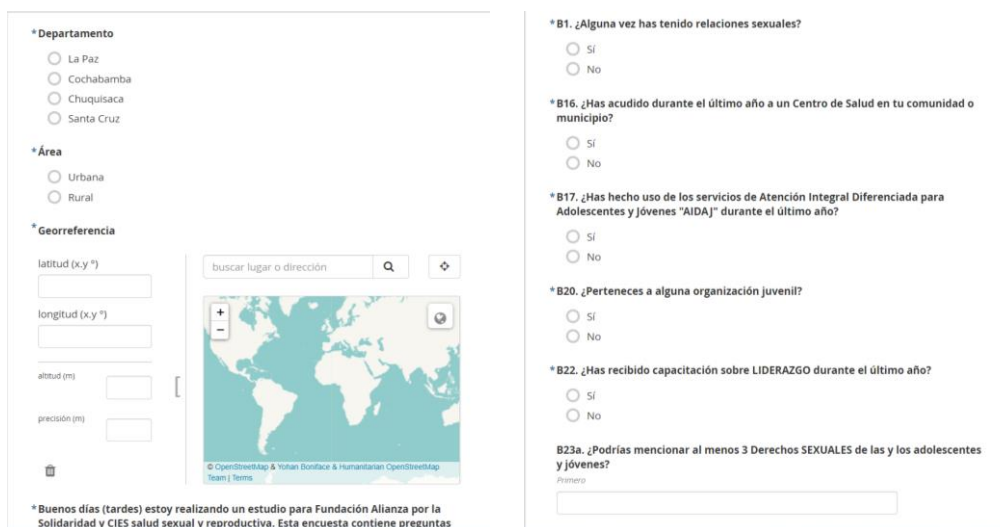 *Departamento
La Paz
Cochabamba
Chuquisaca
Santa Cruz
*Área
Urbana
Rural
*Georreferencia
latitud (x.y °)
longitud (x.y °)
altitud (m)
precisión (m)
buscar lugar o dirección
+
−
© OpenStreetMap & Yohan Boniface & Humanitarian OpenStreetMap
Team | Terms
*Buenos días (tardes) estoy realizando un estudio para Fundación Alianza por la
Solidaridad y CIES salud sexual y reproductiva. Esta encuesta contiene preguntas
*B1. ¿Alguna vez has tenido relaciones sexuales?
Sí
No
*B16. ¿Has acudido durante el último año a un Centro de Salud en tu comunidad o
municipio?
Sí
No
*B17. ¿Has hecho uso de los servicios de Atención Integral Diferenciada para
Adolescentes y Jóvenes "AIDAJ" durante el último año?
Sí
No
*B20. ¿Perteneces a alguna organización juvenil?
Sí
No
*B22. ¿Has recibido capacitación sobre LIDERAZGO durante el último año?
Sí
No
B23a. ¿Podrías mencionar al menos 3 Derechos SEXUALES de las y los adolescentes
y jóvenes?
Primero